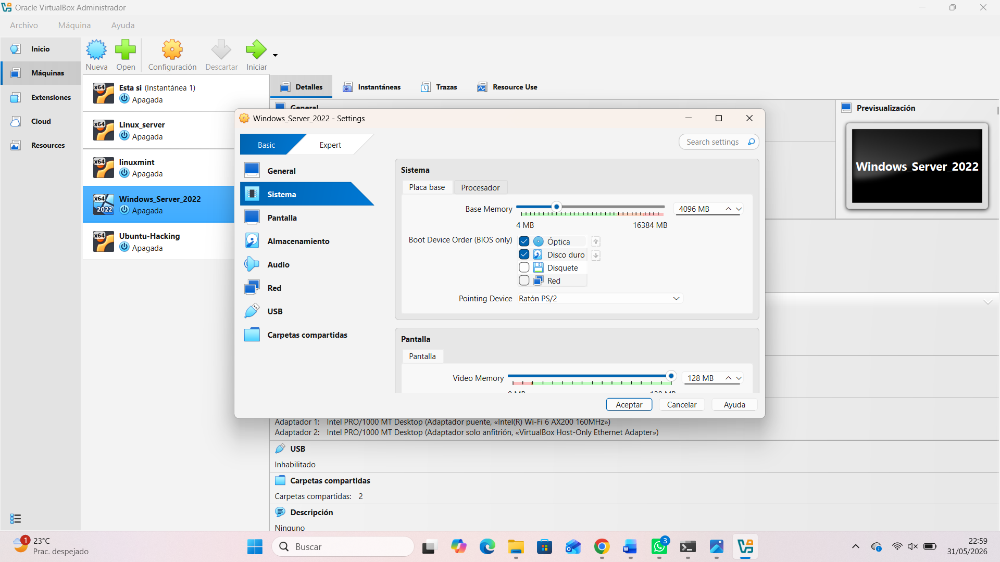 Oracle VirtualBox Administrador
Archivo Máquina Ayuda
Inicio
Máquinas
Extensiones
Cloud
Resources
Nueva Open Configuración Descartar Iniciar
x64 Esta si (Instantánea 1)
Apagada
x64 Linux_server
Apagada
x64 linuxmint
Apagada
x64 2022 Windows_Server_2022
Apagada
x64 Ubuntu-Hacking
Apagada
Detalles Instantáneas Trazas Resource Use
General
Previsualización
Windows_Server_2022
Windows_Server_2022 - Settings
Basic Expert
Search settings
General
Sistema
Pantalla
Almacenamiento
Audio
Red
USB
Carpetas compartidas
Sistema
Placa base Procesador
Base Memory 4096 MB
4 MB 16384 MB
Boot Device Order (BIOS only)
Óptica
Disco duro
Disquete
Red
Pointing Device Ratón PS/2
Pantalla
Pantalla
Video Memory 128 MB
Aceptar Cancelar Ayuda
Adaptador 1: Intel PRO/1000 MT Desktop (Adaptador puente, «Intel(R) Wi-Fi 6 AX200 160MHz»)
Adaptador 2: Intel PRO/1000 MT Desktop (Adaptador solo anfitrión, «VirtualBox Host-Only Ethernet Adapter»)
USB
Inhabilitado
Carpetas compartidas
Carpetas compartidas: 2
Descripción
Ninguno
1 23°C
Prac. despejado
Buscar
3
22:59
31/05/2026